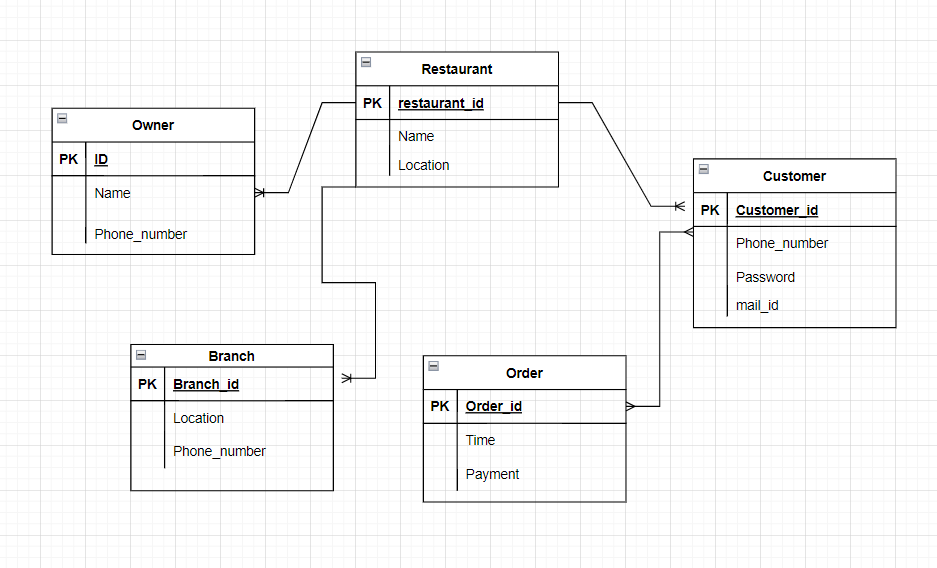 Restaurant
PK restaurant_id
Name
Location
Owner
PK ID
Name
Phone_number
Customer
PK Customer_id
Phone_number
Password
mail_id
Branch
PK Branch_id
Location
Phone_number
Order
PK Order_id
Time
Payment